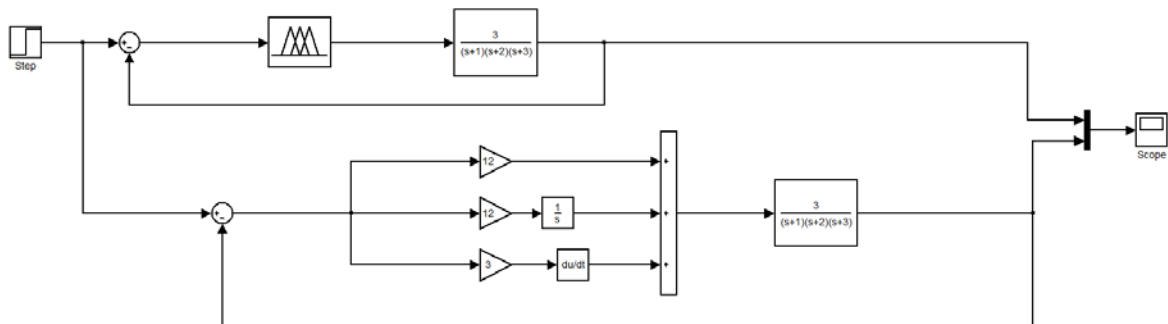 Step
+
-
3
(s+1)(s+2)(s+3)
Scope
+
-
12
12
1
s
3
du/dt
+
+
+
3
(s+1)(s+2)(s+3)